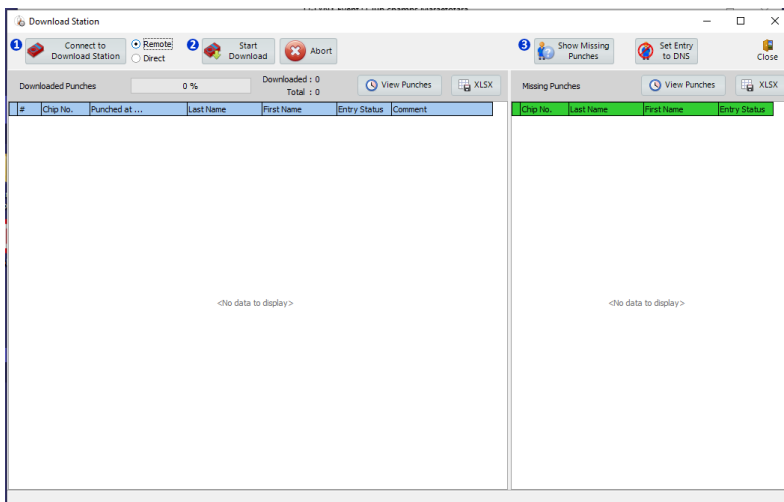 Download Station
1 Connect to Download Station
Remote
Direct
2 Start Download
Abort
3 Show Missing Punches
Set Entry to DNS
Close
Downloaded Punches
0 %
Downloaded : 0
Total : 0
View Punches
XLSX
Missing Punches
View Punches
XLSX
# Chip No. Punched at ... Last Name First Name Entry Status Comment
Chip No. Last Name First Name Entry Status
<No data to display>
<No data to display>